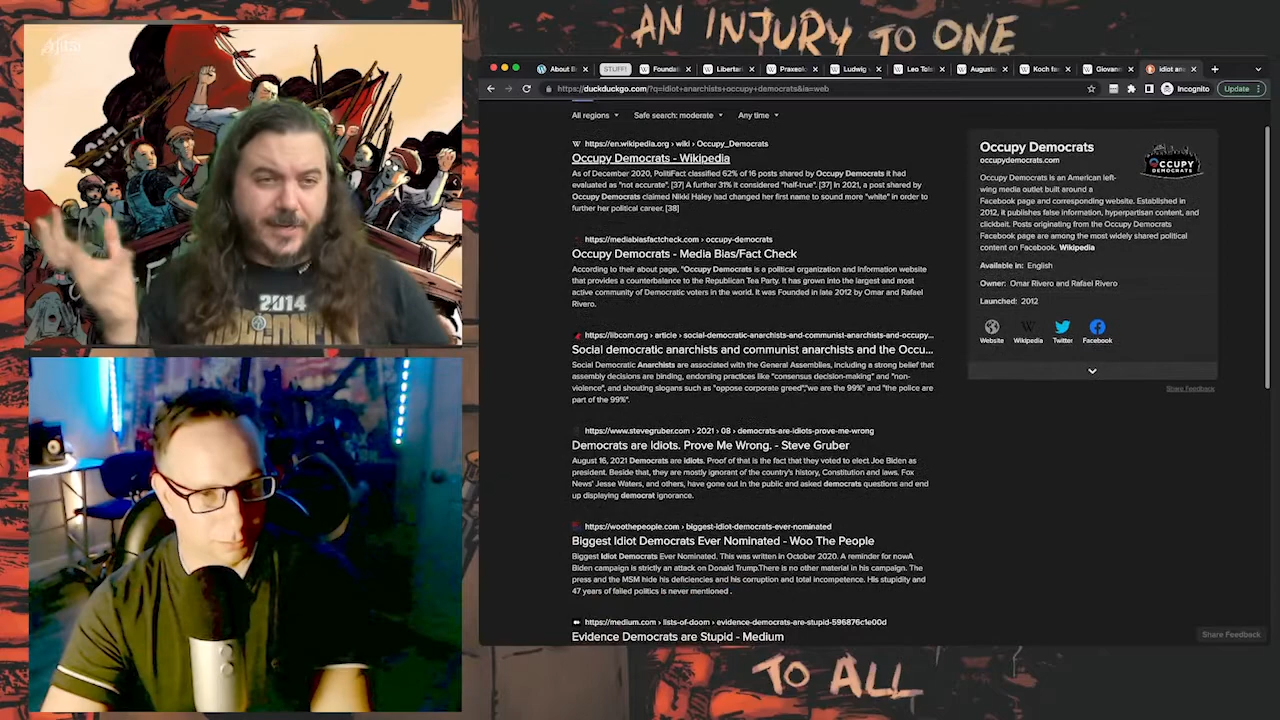 AN INJURY TO ONE
Jitsi
2014
About B
STUFF!
Founda
Libertari
Praxeolo
Ludwig v
Leo Tols
Augusto
Koch fam
Giovann
idiot ana
https://duckduckgo.com/?q=idiot+anarchists+occupy+democrats&ia=web
Incognito
Update
All regions
Safe search: moderate
Any time
https://en.wikipedia.org › wiki › Occupy_Democrats
Occupy Democrats - Wikipedia
As of December 2020, PolitiFact classified 62% of 16 posts shared by Occupy Democrats it had
evaluated as "not accurate". [37] A further 31% it considered "half-true". [37] in 2021, a post shared by
Occupy Democrats claimed Nikki Haley had changed her first name to sound more "white" in order to
further her political career. [38]
https://mediabiasfactcheck.com › occupy-democrats
Occupy Democrats - Media Bias/Fact Check
According to their about page, "Occupy Democrats is a political organization and information website
that provides a counterbalance to the Republican Tea Party. It has grown into the largest and most
active community of Democratic voters in the world. It was Founded in late 2012 by Omar and Rafael
Rivero.
https://libcom.org › article › social-democratic-anarchists-and-communist-anarchists-and-occupy...
Social democratic anarchists and communist anarchists and the Occu...
Social Democratic Anarchists are associated with the General Assemblies, including a strong belief that
assembly decisions are binding, endorsing practices like "consensus decision-making" and "non-
violence", and shouting slogans such as "oppose corporate greed","we are the 99%" and "the police are
part of the 99%".
https://www.stevegruber.com › 2021 › 08 › democrats-are-idiots-prove-me-wrong
Democrats are Idiots. Prove Me Wrong. - Steve Gruber
August 16, 2021 Democrats are idiots. Proof of that is the fact that they voted to elect Joe Biden as
president. Beside that, they are mostly ignorant of the country's history, Constitution and laws. Fox
News' Jesse Waters, and others, have gone out in the public and asked democrats questions and end
up displaying democrat ignorance.
https://woothepeople.com › biggest-idiot-democrats-ever-nominated
Biggest Idiot Democrats Ever Nominated - Woo The People
Biggest Idiot Democrats Ever Nominated. This was written in October 2020. A reminder for nowA
Biden campaign is strictly an attack on Donald Trump.There is no other material in his campaign. The
press and the MSM hide his deficiencies and his corruption and total incompetence. His stupidity and
47 years of failed politics is never mentioned .
https://medium.com › lists-of-doom › evidence-democrats-are-stupid-596876c1e00d
Evidence Democrats are Stupid - Medium
Occupy Democrats
occupydemocrats.com
OCCUPY
DEMOCRATS
Occupy Democrats is an American left-
wing media outlet built around a
Facebook page and corresponding website. Established in
2012, it publishes false information, hyperpartisan content, and
clickbait. Posts originating from the Occupy Democrats
Facebook page are among the most widely shared political
content on Facebook. Wikipedia
Available in: English
Owner: Omar Rivero and Rafael Rivero
Launched: 2012
Website
Wikipedia
Twitter
Facebook
Share Feedback
Share Feedback
TO ALL